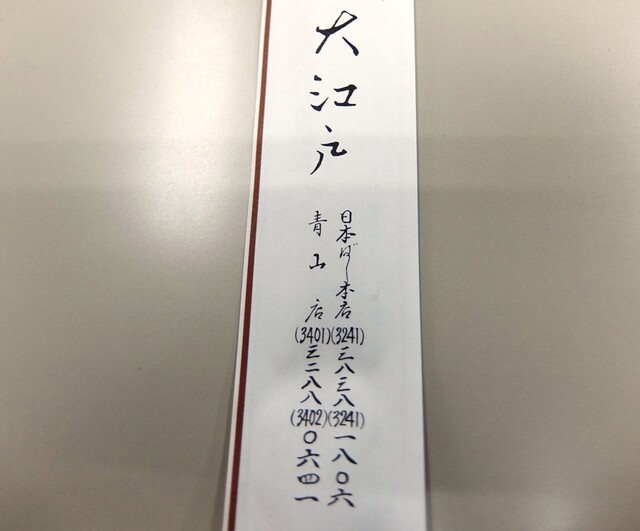 大江戸
日本ばし本店(3241)三八三八(3241)一八〇六
青山店(3401)三二八八(3402)〇六四一